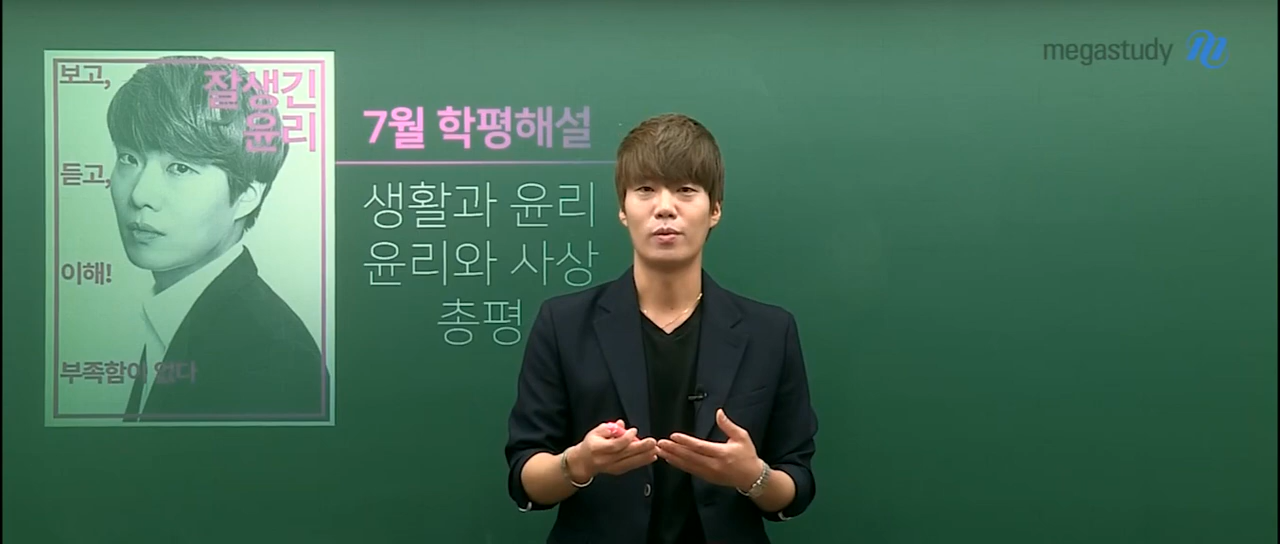 보고,
잘생긴
윤리
듣고,
이해!
부족함이 없다
7월 학평해설
생활과 윤리
윤리와 사상
총평
megastudy